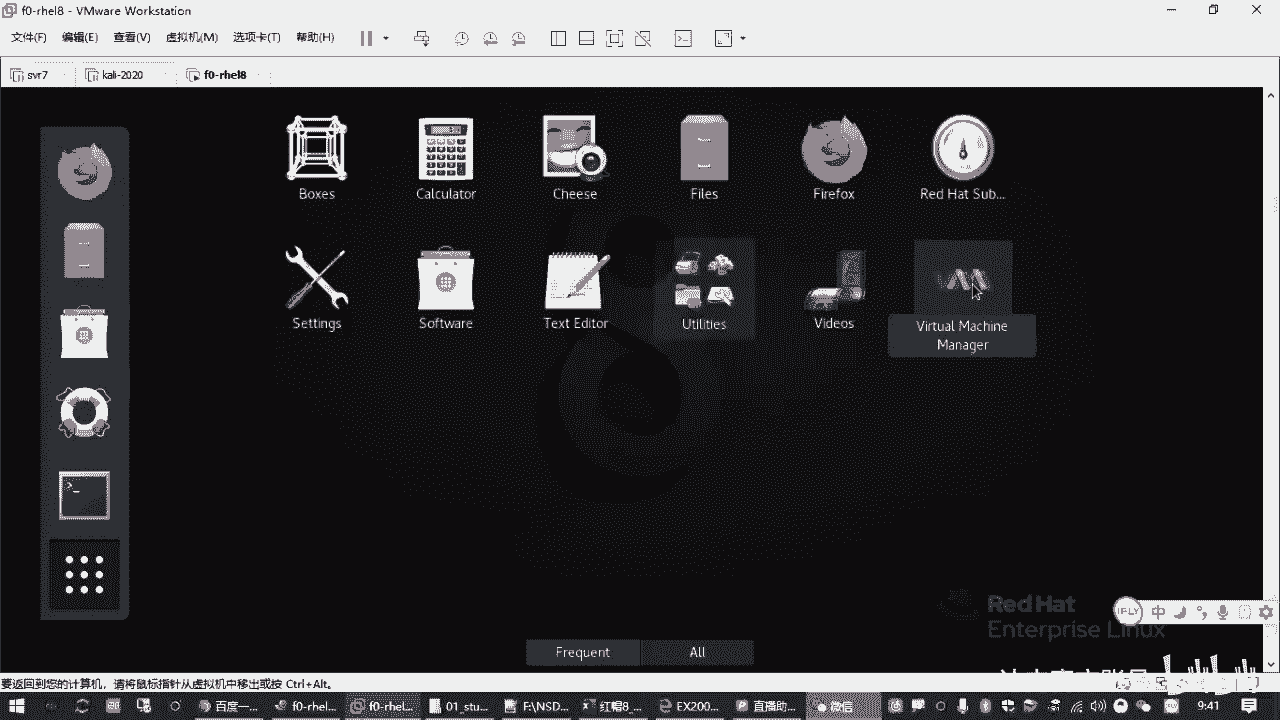 f0-rhel8 - VMware Workstation
文件(F) 编辑(E) 查看(V) 虚拟机(M) 选项卡(T) 帮助(H)
svr7 kali-2020 f0-rhel8
Boxes Calculator Cheese Files Firefox Red Hat Sub...
Settings Software Text Editor Utilities Videos Virtual Machine
Manager
Red Hat
Enterprise Linux
iFLY 中
Frequent All
要返回到您的计算机，请将鼠标指针从虚拟机中移出或按 Ctrl+Alt。
百度一... f0-rhel... f0-rhel... 01_stu... F:\NSD... 红帽8_... EX200... 直播助... 微信 中 9:41